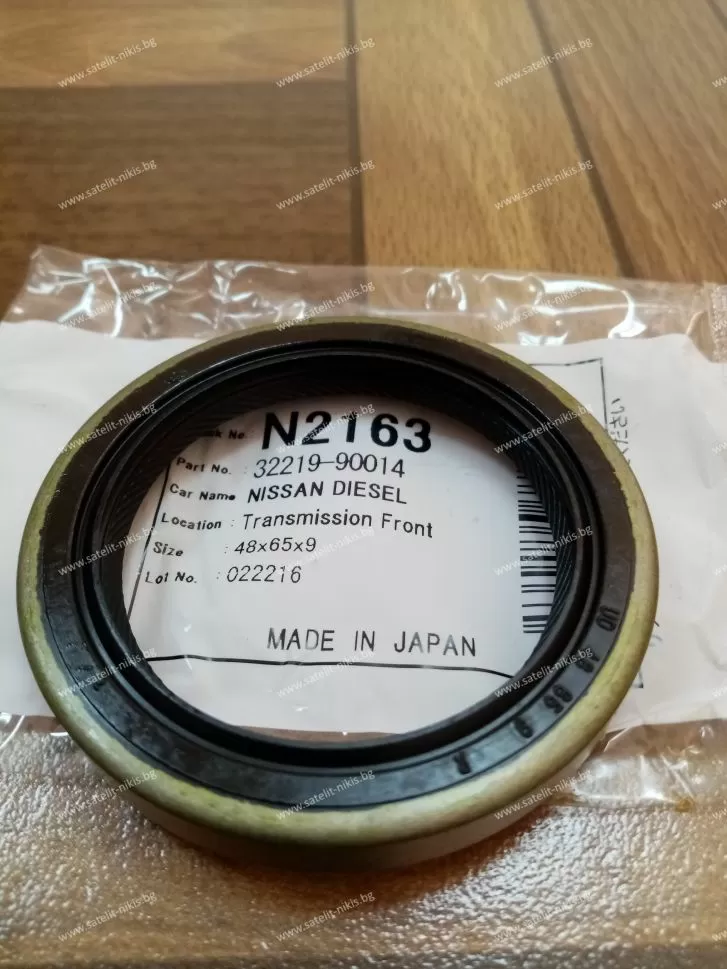 www.satelit-nikis.bg
N2163
Part No. : 32219-90014
Car Name NISSAN DIESEL
Location : Transmission Front
Size : 48x65x9
Lot No. : 022216
MADE IN JAPAN